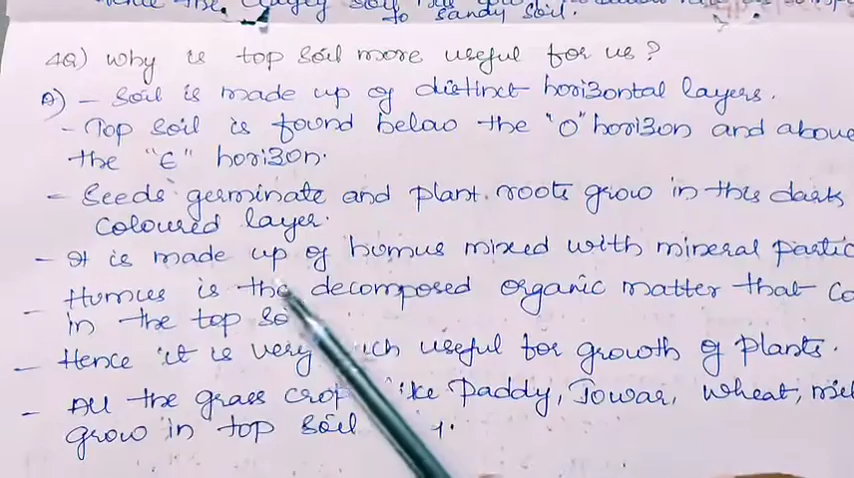 to sandy soil.
4Q) Why is top soil more useful for us?
A) - Soil is made up of distinct horizontal layers.
- Top soil is found below the "O" horizon and above
the "E" horizon.
- Seeds germinate and plant roots grow in this dark
coloured layer.
- It is made up of humus mixed with mineral
- Humus is the decomposed organic matter that
in the top
- Hence it is very useful for growth of plants.
- All the grass like Paddy, Jowar, Wheat,
grow in top soil